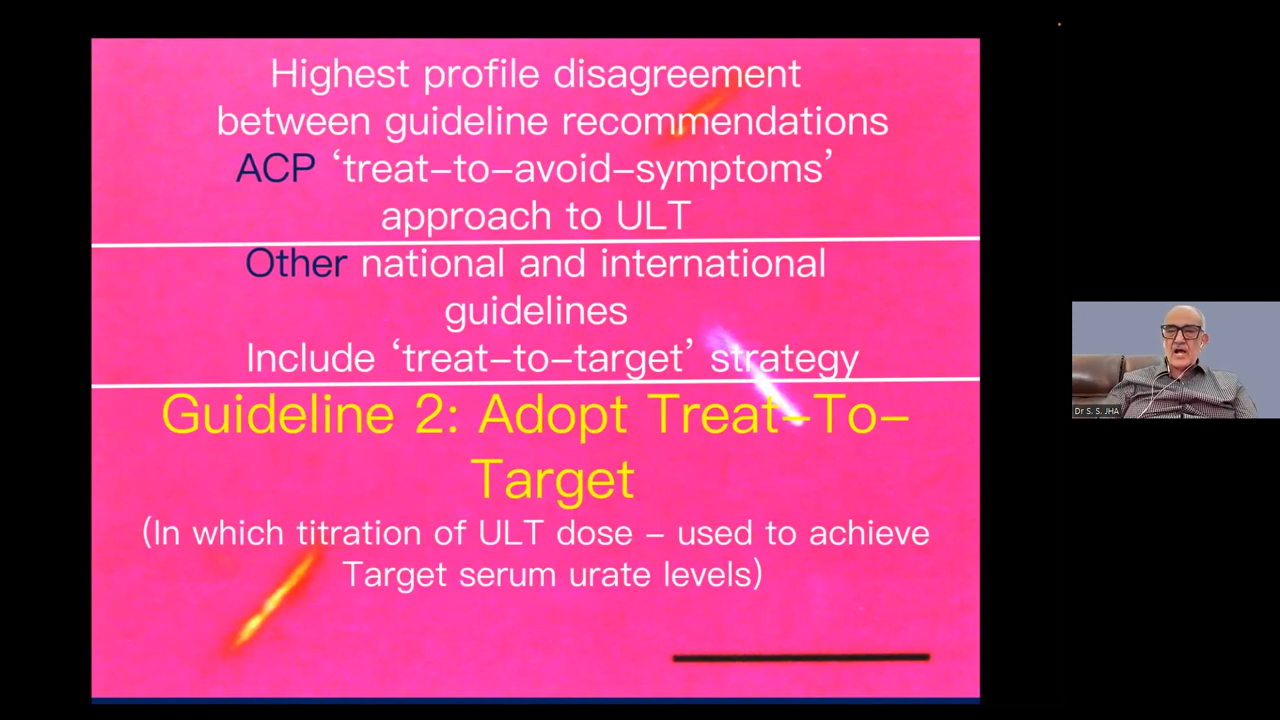 Highest profile disagreement
between guideline recommendations
ACP ‘treat-to-avoid-symptoms’
approach to ULT
Other national and international
guidelines
Include ‘treat-to-target’ strategy
Guideline 2: Adopt Treat-To-
Target
(In which titration of ULT dose – used to achieve
Target serum urate levels)
Dr S. S. JHA